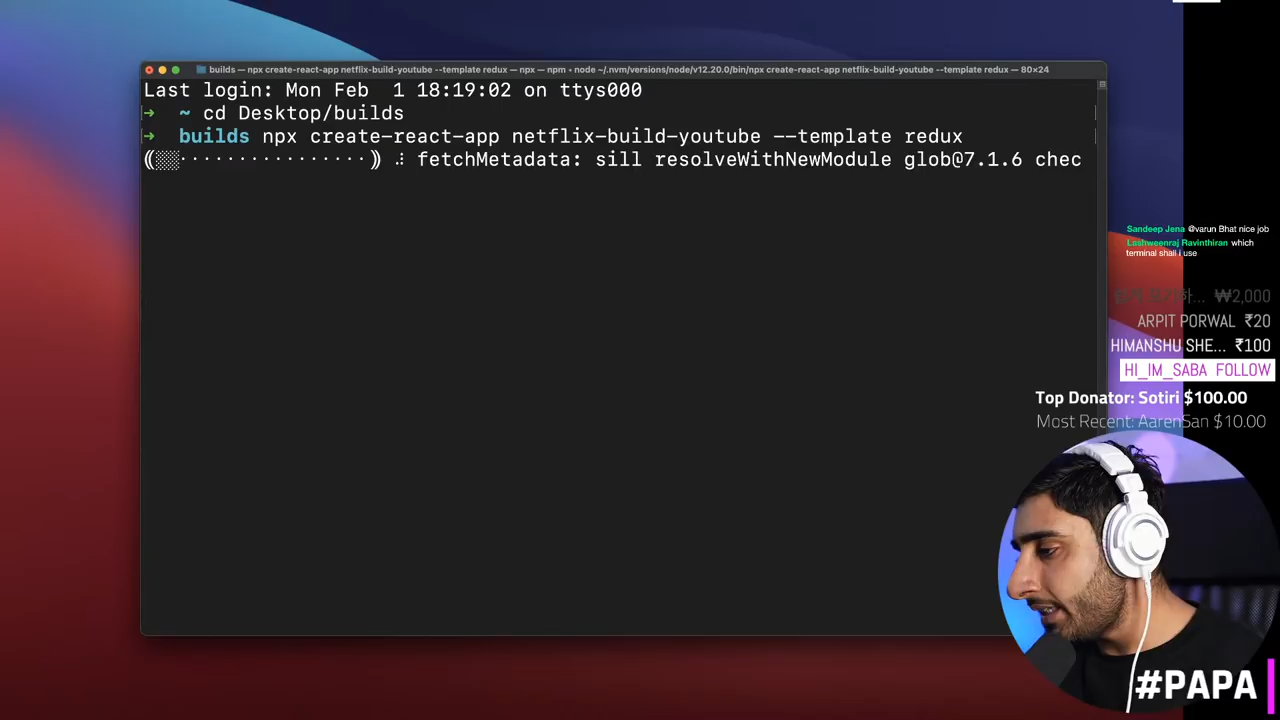 builds — npx create-react-app netflix-build-youtube --template redux — npx — npm • node ~/.nvm/versions/node/v12.20.0/bin/npx create-react-app netflix-build-youtube --template redux — 80×24
Last login: Mon Feb  1 18:19:02 on ttys000
➜  ~ cd Desktop/builds
➜  builds npx create-react-app netflix-build-youtube --template redux
⸨░░················⸩ ⠼ fetchMetadata: sill resolveWithNewModule glob@7.1.6 chec
Sandeep Jena @varun Bhat nice job
Lashweenraj Ravinthiran which
terminal shall i use
₩2,000
ARPIT PORWAL ₹20
HIMANSHU SHE... ₹100
HI_IM_SABA FOLLOW
Top Donator: Sotiri $100.00
Most Recent: AarenSan $10.00
#PAPA